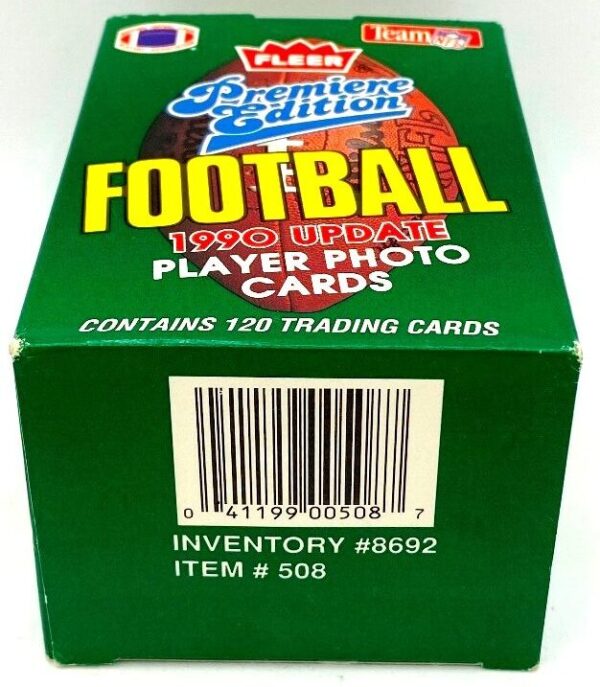 Team NFL
FLEER
Premiere
Edition
FOOTBALL
1990 UPDATE
PLAYER PHOTO
CARDS
CONTAINS 120 TRADING CARDS
0 41199 00508 7
INVENTORY #8692
ITEM # 508